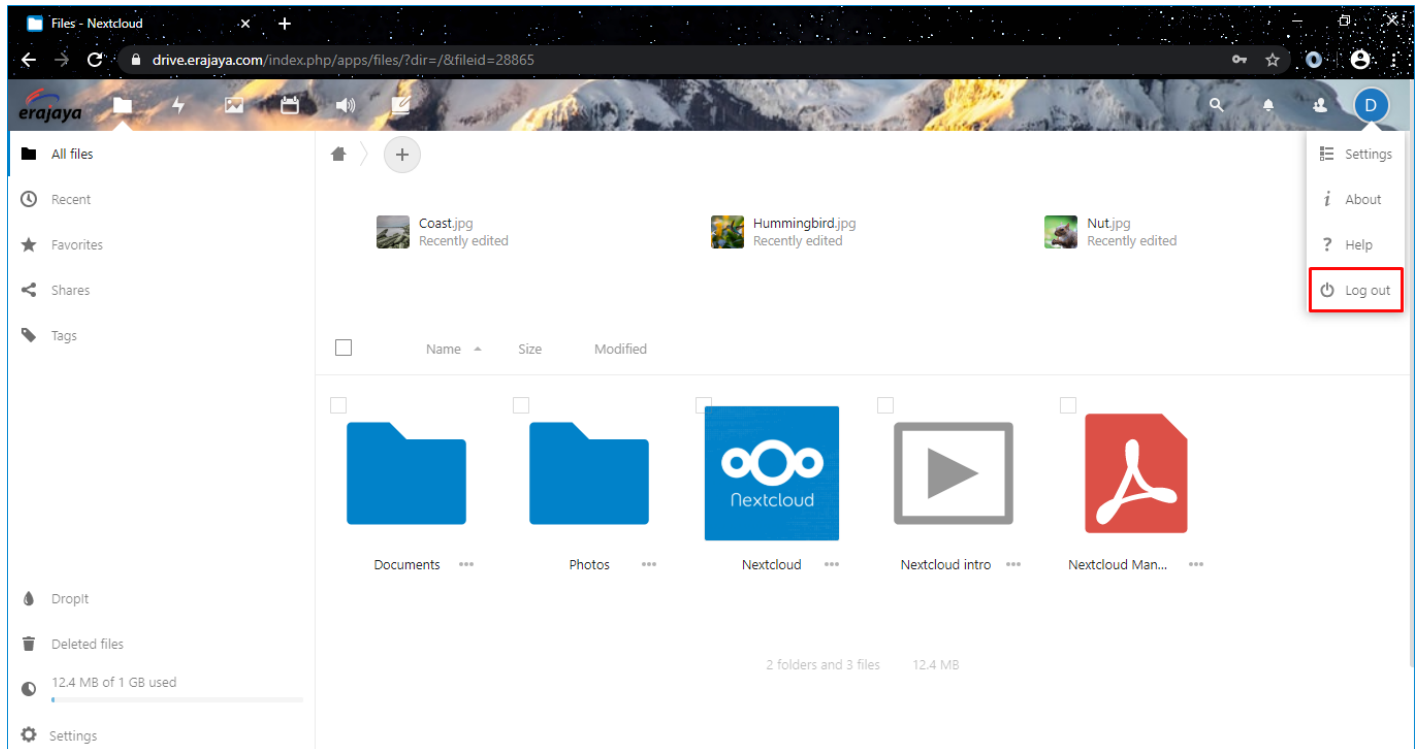 Files - Nextcloud
drive.erajaya.com/index.php/apps/files/?dir=/&fileid=28865
erajaya
D
All files
Recent
Favorites
Shares
Tags
DropIt
Deleted files
12.4 MB of 1 GB used
Settings
Coast.jpg
Recently edited
Hummingbird.jpg
Recently edited
Nut.jpg
Recently edited
Settings
About
Help
Log out
Name Size Modified
Nextcloud
Documents ••• Photos ••• Nextcloud ••• Nextcloud intro ••• Nextcloud Man... •••
2 folders and 3 files 12.4 MB